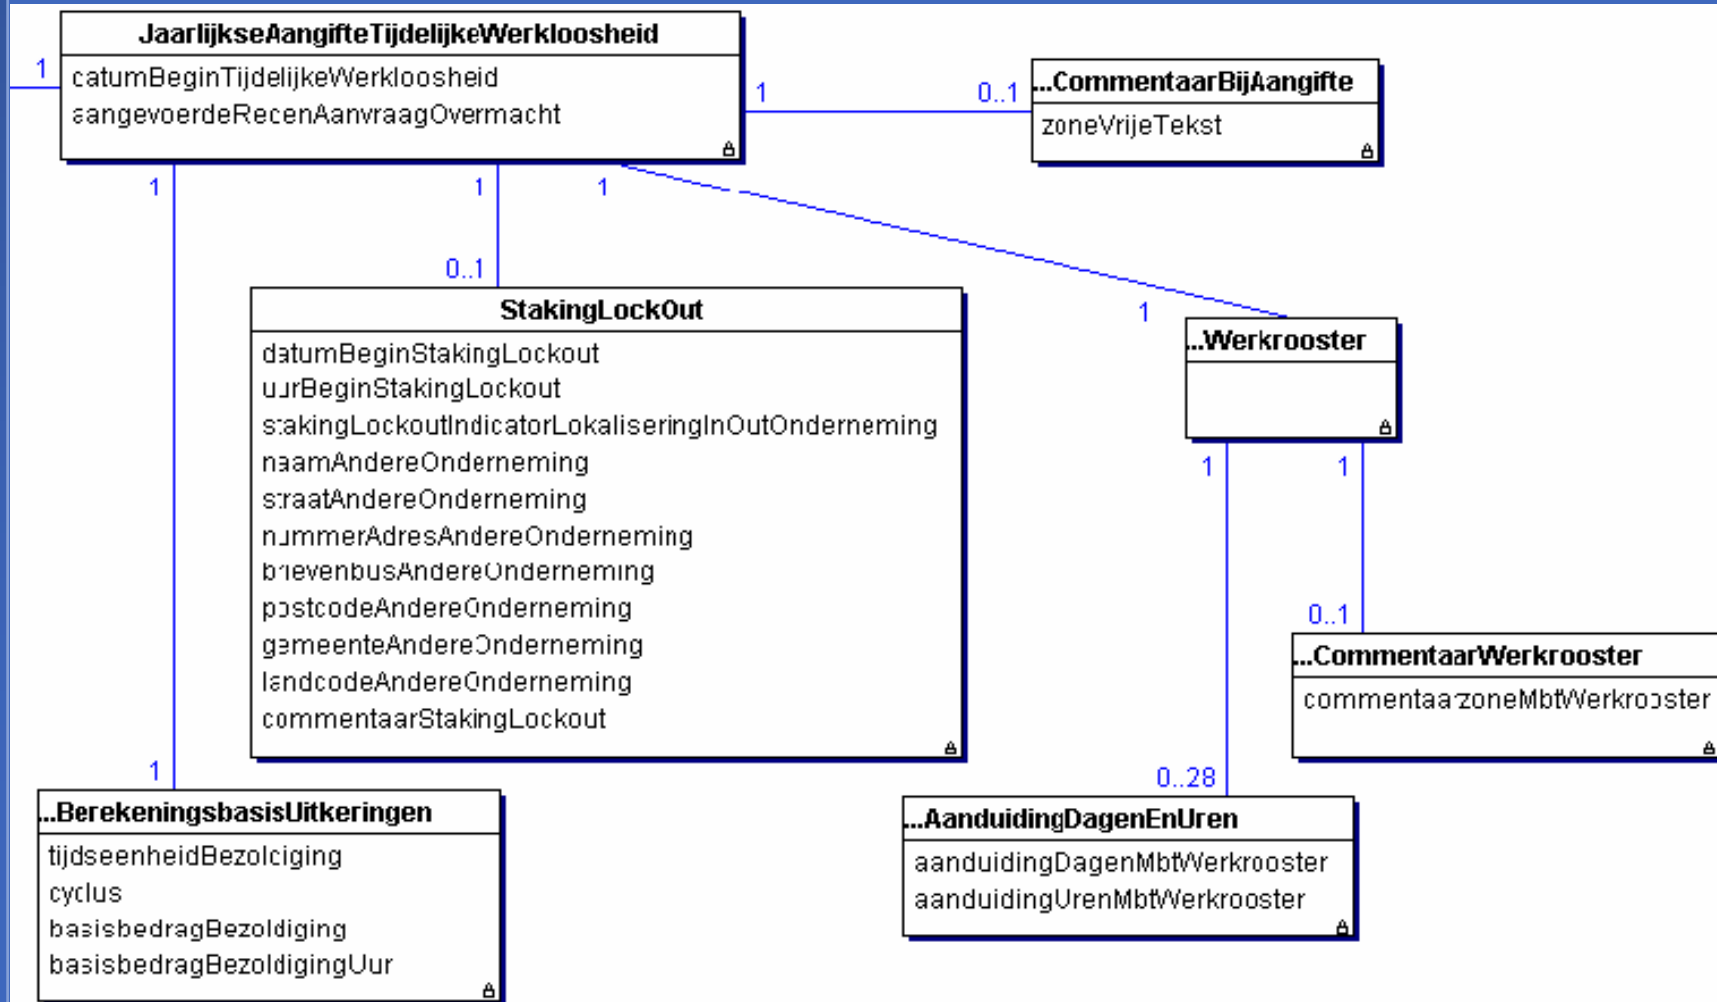 JaarlijkseAangifteTijdelijkeWerkloosheid
datumBeginTijdelijkeWerkloosheid
aangevoerdeRedenAanvraagOvermacht
1
1
0..1
...CommentaarBijAangifte
zoneVrijeTekst
1
1
1
0..1
1
StakingLockOut
datumBeginStakingLockout
uurBeginStakingLockout
stakingLockoutIndicatorLokaliseringInOutOnderneming
naamAndereOnderneming
straatAndereOnderneming
nummerAdresAndereOnderneming
brievenbusAndereOnderneming
postcodeAndereOnderneming
gemeenteAndereOnderneming
landcodeAndereOnderneming
commentaarStakingLockout
...Werkrooster
1
1
0..1
...CommentaarWerkrooster
commentaarzoneMbtWerkrooster
1
0..28
...BerekeningsbasisUitkeringen
tijdseenheidBezoldiging
cyclus
basisbedragBezoldiging
basisbedragBezoldigingUur
...AanduidingDagenEnUren
aanduidingDagenMbtWerkrooster
aanduidingUrenMbtWerkrooster